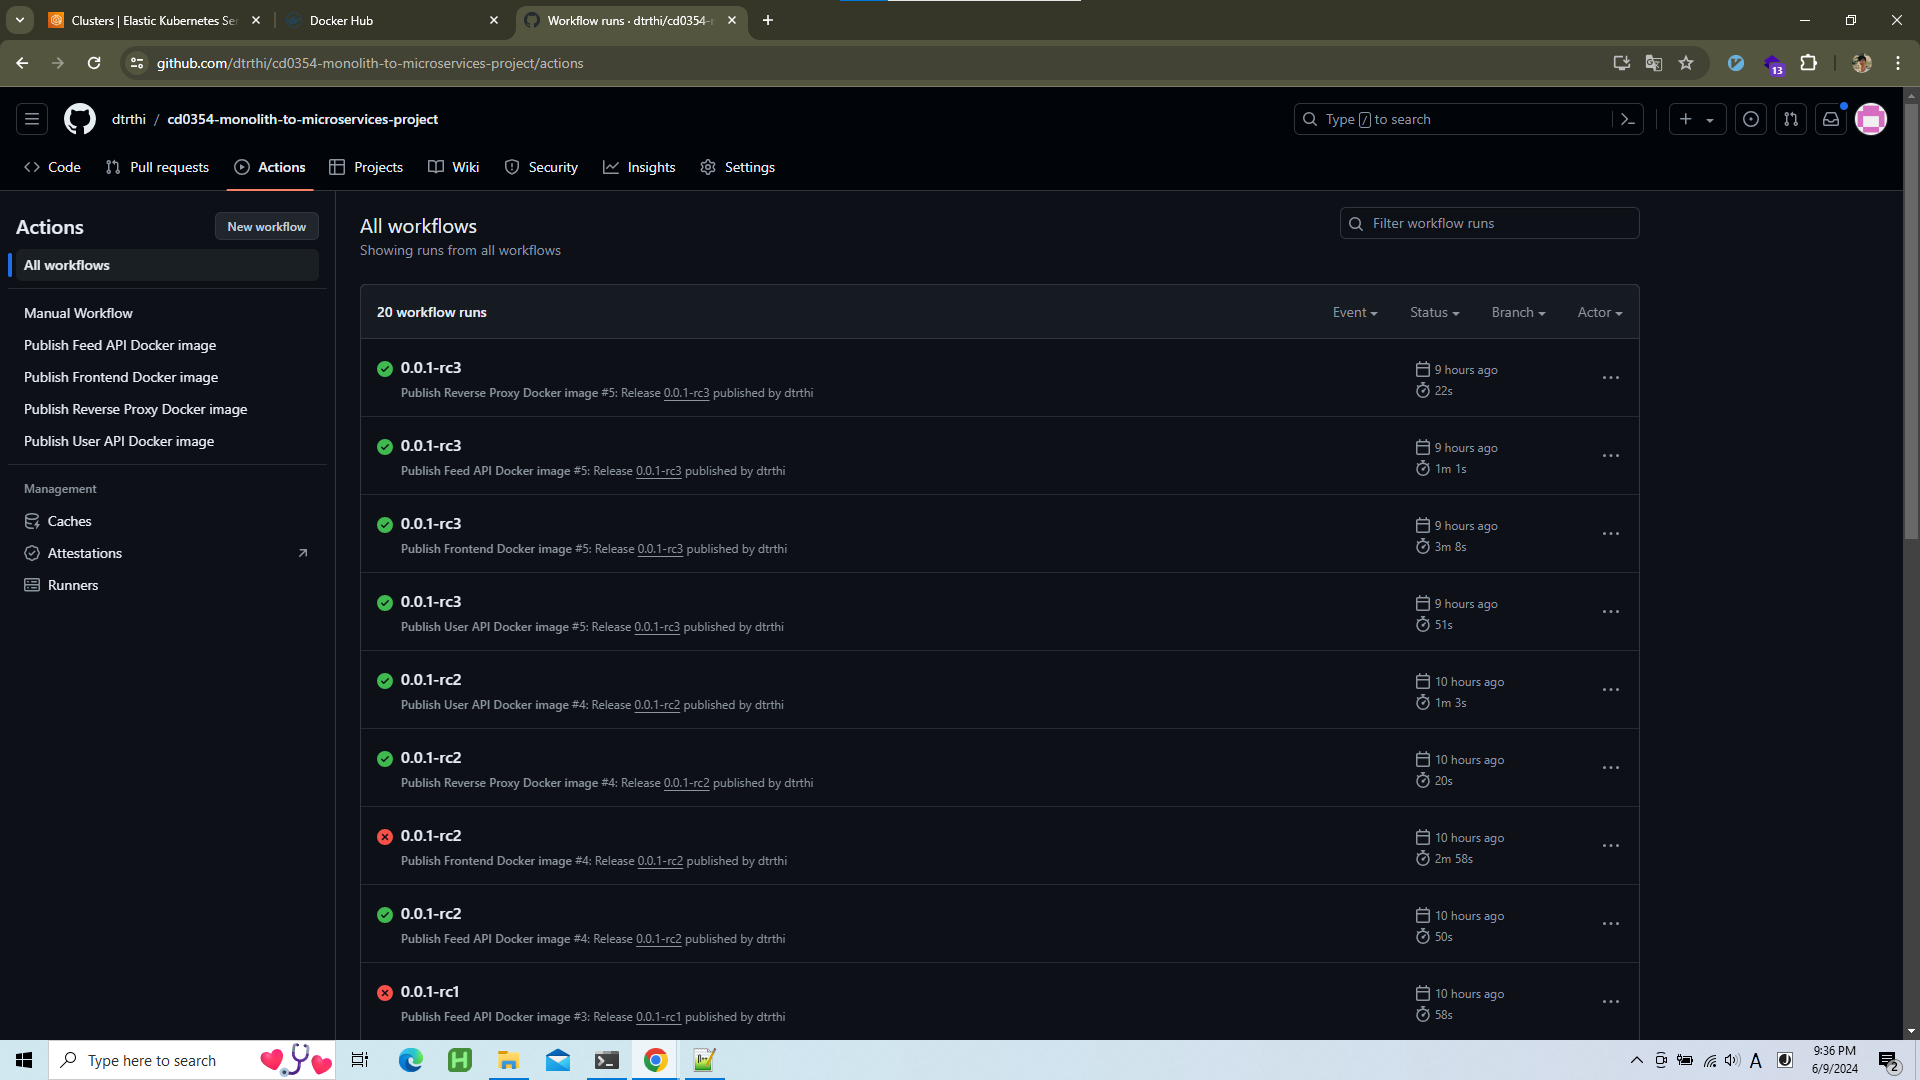 Clusters | Elastic Kubernetes Ser
Docker Hub
Workflow runs · dtrthi/cd0354-
github.com/dtrthi/cd0354-monolith-to-microservices-project/actions
13
dtrthi / cd0354-monolith-to-microservices-project
Type / to search
Code
Pull requests
Actions
Projects
Wiki
Security
Insights
Settings
Actions
New workflow
All workflows
Manual Workflow
Publish Feed API Docker image
Publish Frontend Docker image
Publish Reverse Proxy Docker image
Publish User API Docker image
Management
Caches
Attestations
Runners
All workflows
Showing runs from all workflows
Filter workflow runs
20 workflow runs
Event
Status
Branch
Actor
0.0.1-rc3
Publish Reverse Proxy Docker image #5: Release 0.0.1-rc3 published by dtrthi
9 hours ago
22s
0.0.1-rc3
Publish Feed API Docker image #5: Release 0.0.1-rc3 published by dtrthi
9 hours ago
1m 1s
0.0.1-rc3
Publish Frontend Docker image #5: Release 0.0.1-rc3 published by dtrthi
9 hours ago
3m 8s
0.0.1-rc3
Publish User API Docker image #5: Release 0.0.1-rc3 published by dtrthi
9 hours ago
51s
0.0.1-rc2
Publish User API Docker image #4: Release 0.0.1-rc2 published by dtrthi
10 hours ago
1m 3s
0.0.1-rc2
Publish Reverse Proxy Docker image #4: Release 0.0.1-rc2 published by dtrthi
10 hours ago
20s
0.0.1-rc2
Publish Frontend Docker image #4: Release 0.0.1-rc2 published by dtrthi
10 hours ago
2m 58s
0.0.1-rc2
Publish Feed API Docker image #4: Release 0.0.1-rc2 published by dtrthi
10 hours ago
50s
0.0.1-rc1
Publish Feed API Docker image #3: Release 0.0.1-rc1 published by dtrthi
10 hours ago
58s
Type here to search
H
A
9:36 PM
6/9/2024
2